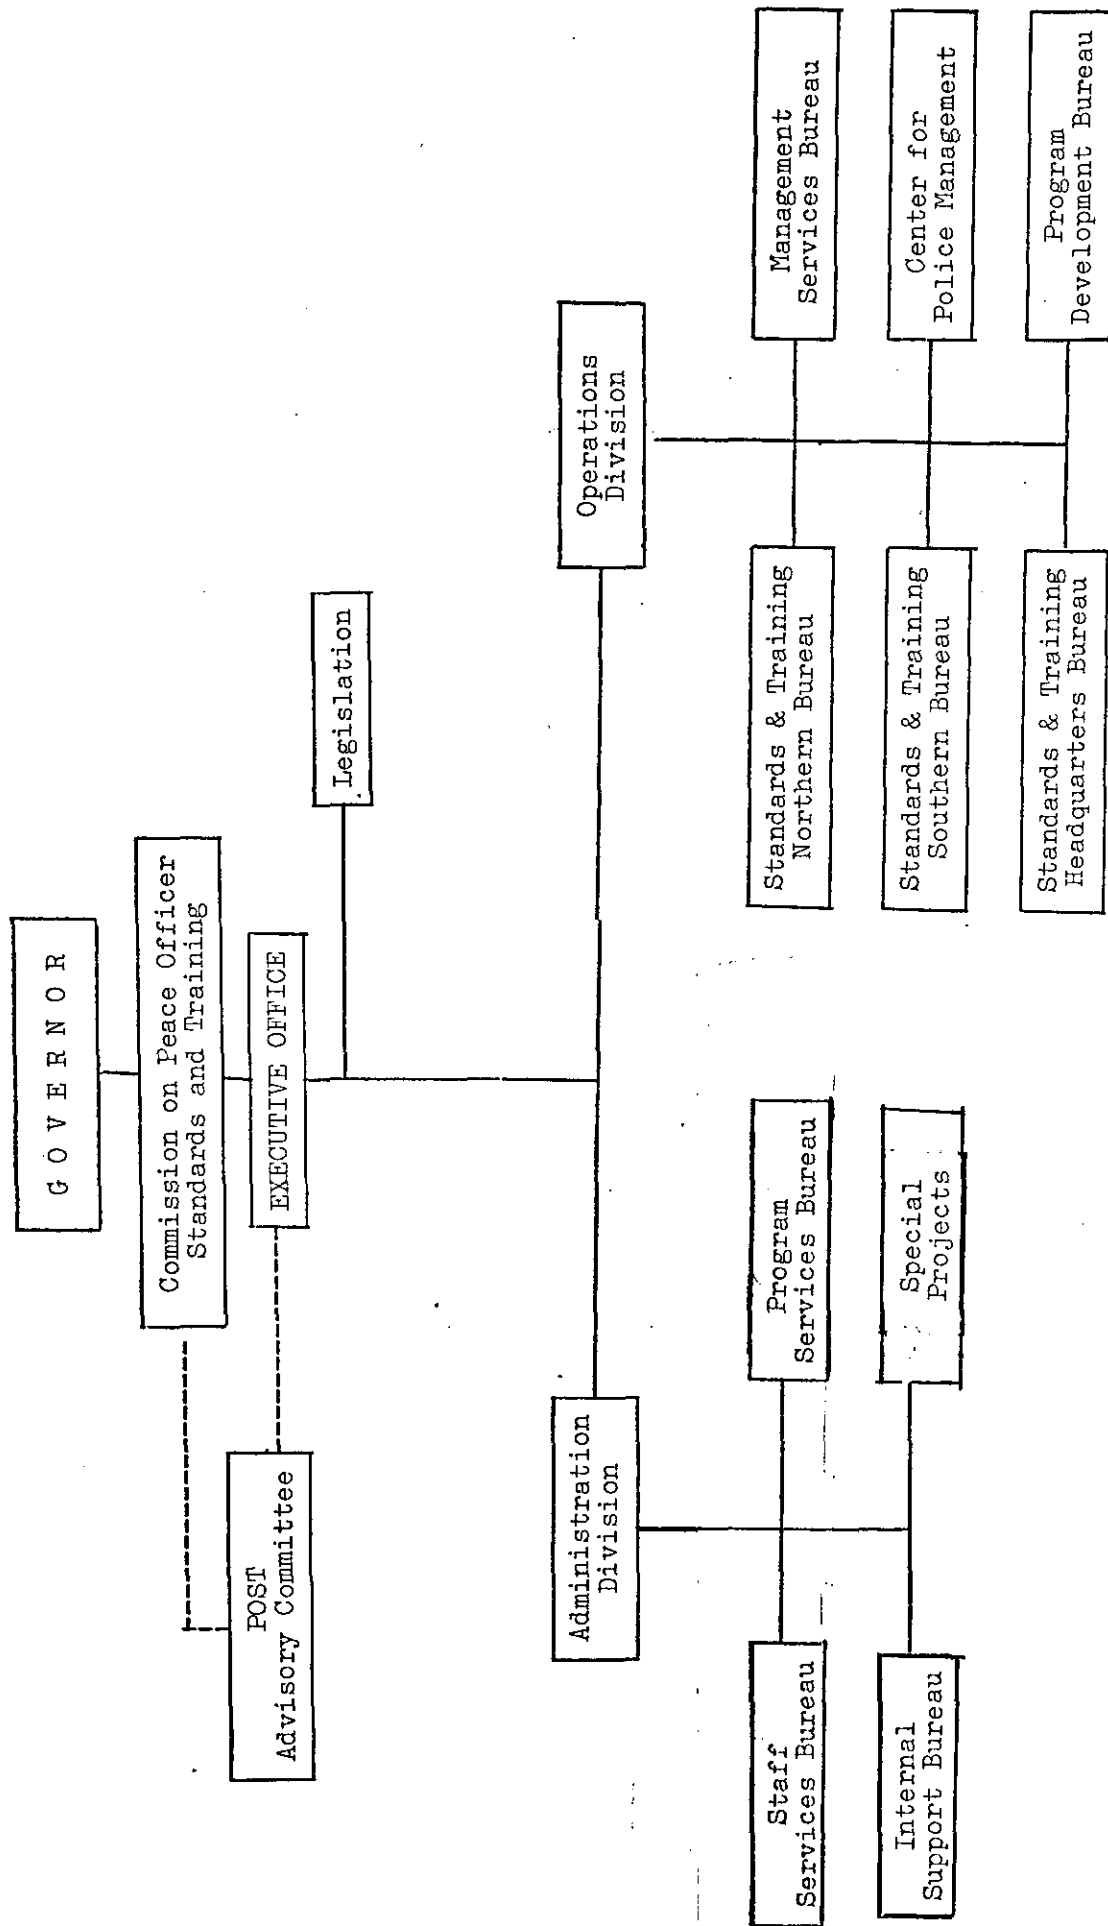 G O V E R N O R
Commission on Peace Officer
Standards and Training
EXECUTIVE OFFICE
POST
Advisory Committee
Legislation
Administration
Division
Operations
Division
Staff
Services Bureau
Program
Services Bureau
Internal
Support Bureau
Special
Projects
Standards & Training
Northern Bureau
Management
Services Bureau
Standards & Training
Southern Bureau
Center for
Police Management
Standards & Training
Headquarters Bureau
Program
Development Bureau